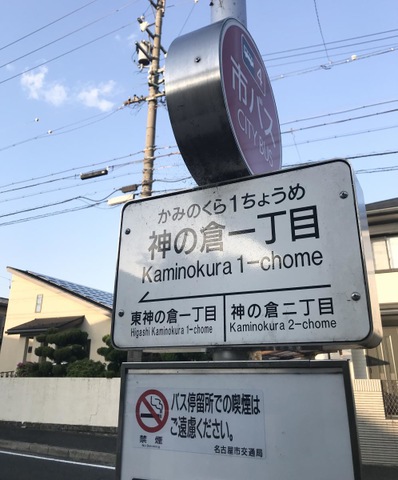 4
市バス
CITY BUS
かみのくら1ちょうめ
神の倉一丁目
Kaminokura 1-chome
東神の倉一丁目
Higashi Kaminokura 1-chome
神の倉二丁目
Kaminokura 2-chome
バス停留所での喫煙は
ご遠慮ください。
禁煙
名古屋市交通局